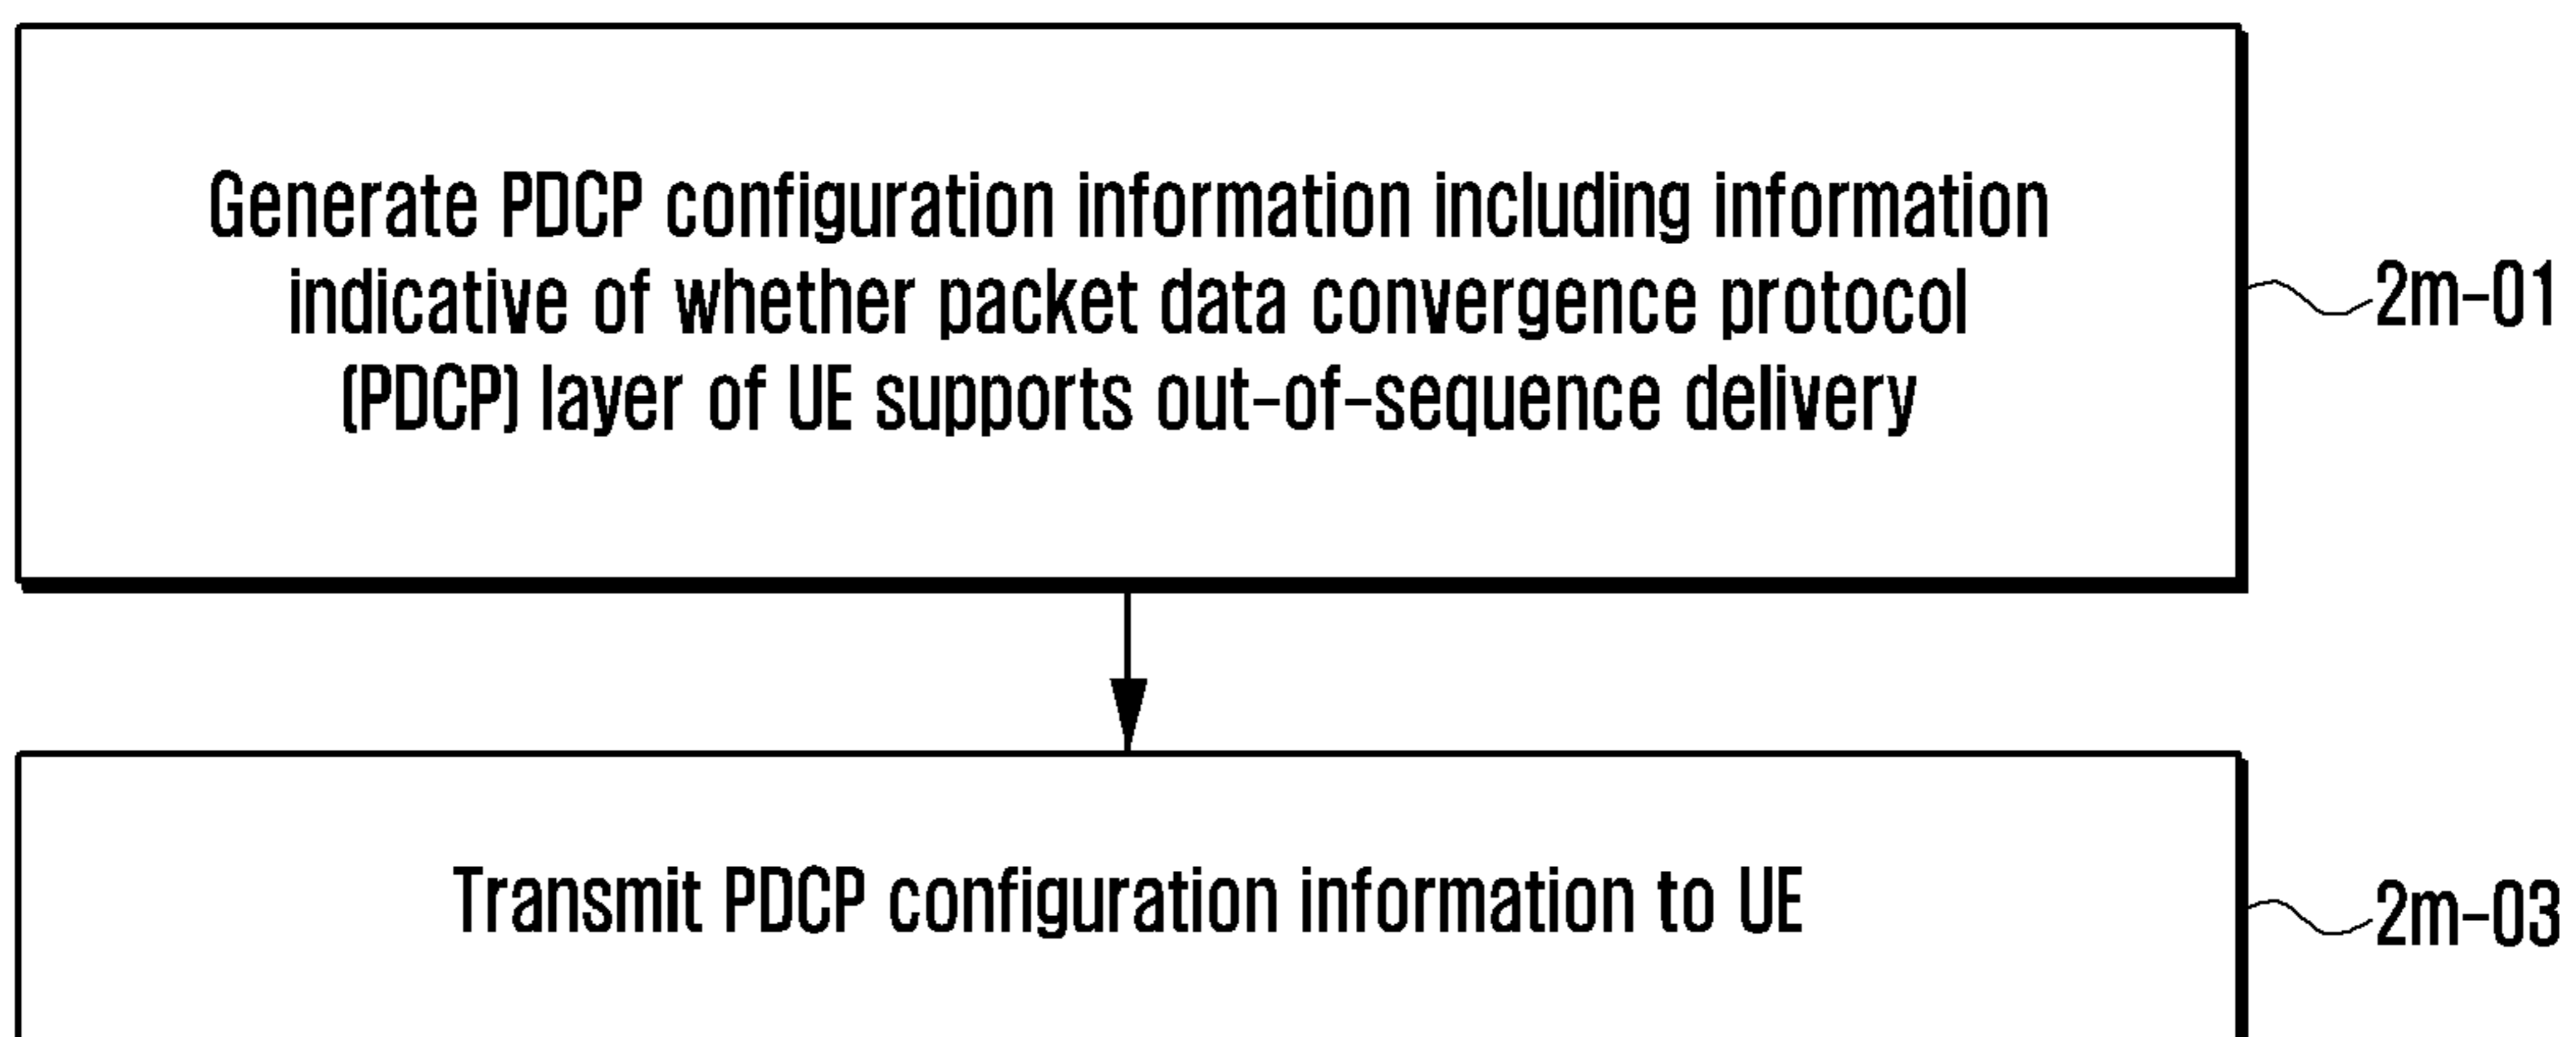 Generate PDCP configuration information including information
indicative of whether packet data convergence protocol
(PDCP) layer of UE supports out-of-sequence delivery
2m-01
Transmit PDCP configuration information to UE
2m-03